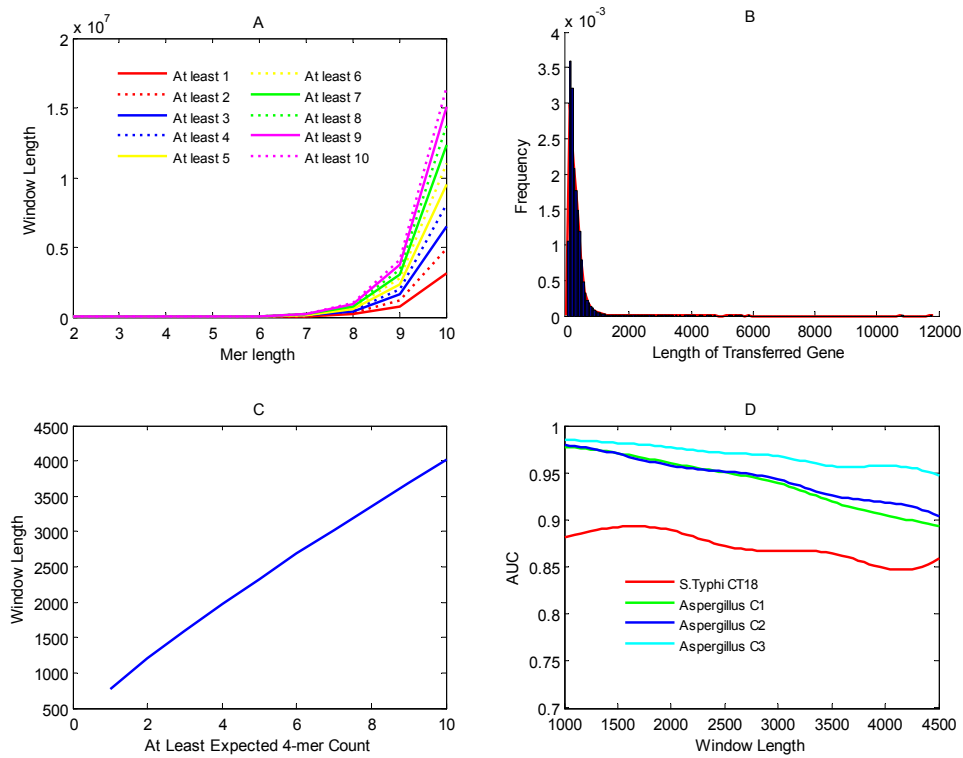 A
x 10^7
2
1.5
1
0.5
0
Window Length
At least 1
At least 2
At least 3
At least 4
At least 5
At least 6
At least 7
At least 8
At least 9
At least 10
2 3 4 5 6 7 8 9 10
Mer length
B
x 10^-3
4
3.5
3
2.5
2
1.5
1
0.5
0
Frequency
0 2000 4000 6000 8000 10000 12000
Length of Transferred Gene
C
4500
4000
3500
3000
2500
2000
1500
1000
500
Window Length
0 2 4 6 8 10
At Least Expected 4-mer Count
D
1
0.95
0.9
0.85
0.8
0.75
0.7
AUC
S.Typhi CT18
Aspergillus C1
Aspergillus C2
Aspergillus C3
1000 1500 2000 2500 3000 3500 4000 4500
Window Length